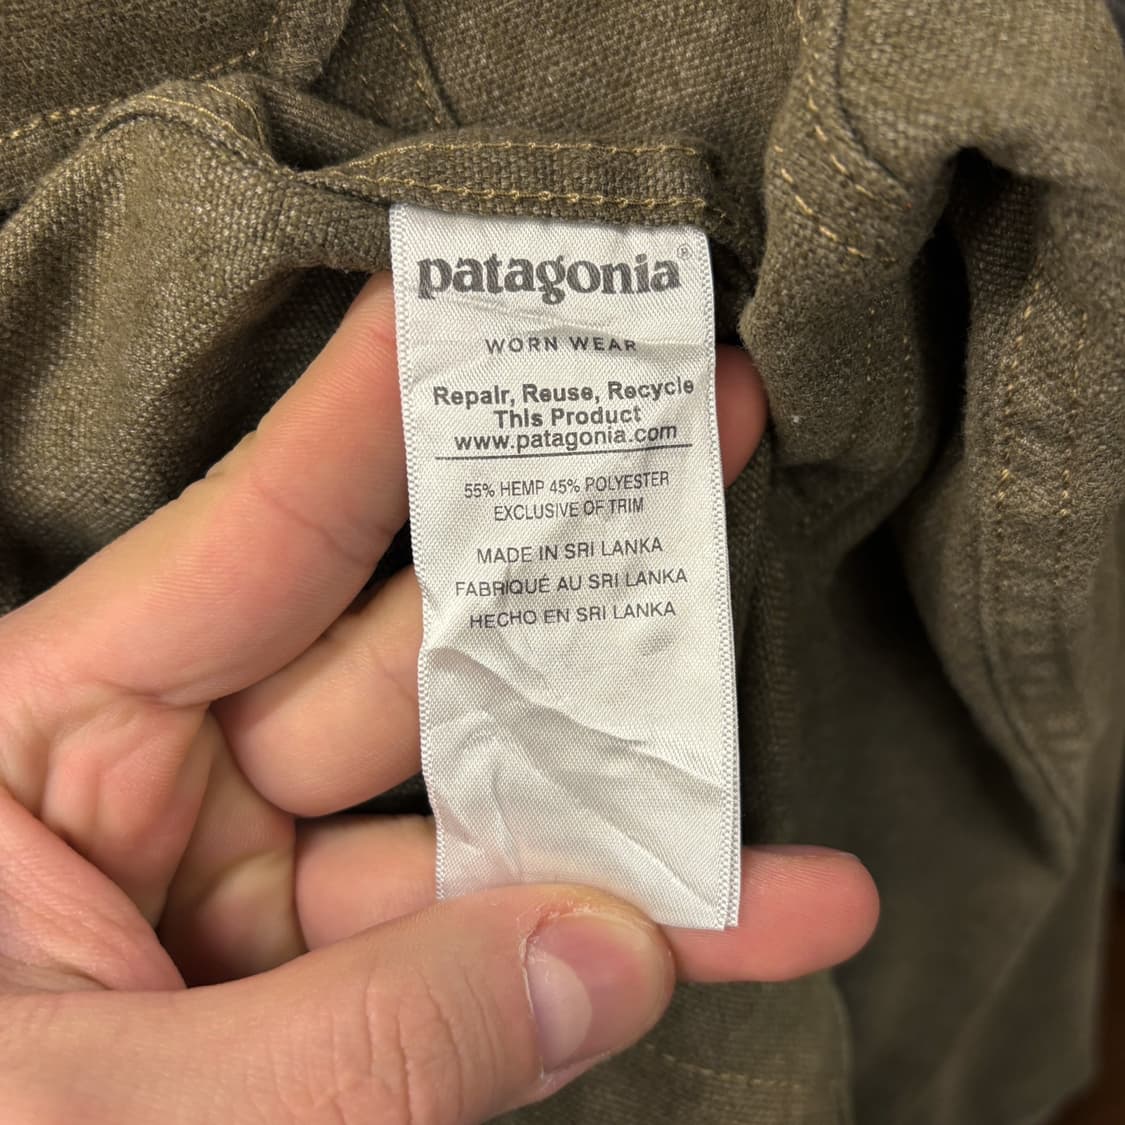 patagonia®
WORN WEAR
Repair, Reuse, Recycle
This Product
www.patagonia.com
55% HEMP 45% POLYESTER
EXCLUSIVE OF TRIM
MADE IN SRI LANKA
FABRIQUÉ AU SRI LANKA
HECHO EN SRI LANKA